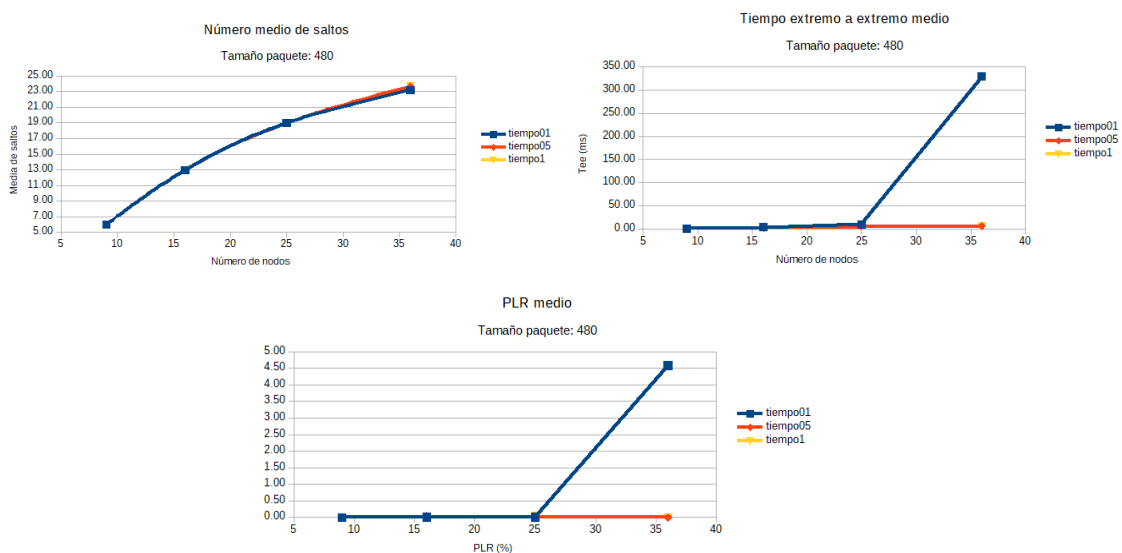 Número medio de saltos
Tamaño paquete: 480
25.00
23.00
21.00
19.00
17.00
15.00
13.00
11.00
9.00
7.00
5.00
5 10 15 20 25 30 35 40
Media de saltos
Número de nodos
tiempo01
tiempo05
tiempo1
Tiempo extremo a extremo medio
Tamaño paquete: 480
350.00
300.00
250.00
200.00
150.00
100.00
50.00
0.00
5 10 15 20 25 30 35 40
Tee (ms)
Número de nodos
tiempo01
tiempo05
tiempo1
PLR medio
Tamaño paquete: 480
5.00
4.50
4.00
3.50
3.00
2.50
2.00
1.50
1.00
0.50
0.00
5 10 15 20 25 30 35 40
PLR (%)
tiempo01
tiempo05
tiempo1